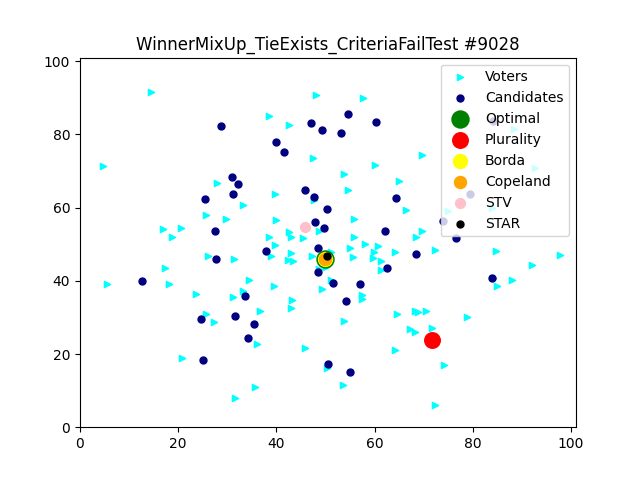 WinnerMixUp_TieExists_CriteriaFailTest #9028
100
80
60
40
20
0
0
20
40
60
80
100
Voters
Candidates
Optimal
Plurality
Borda
Copeland
STV
STAR